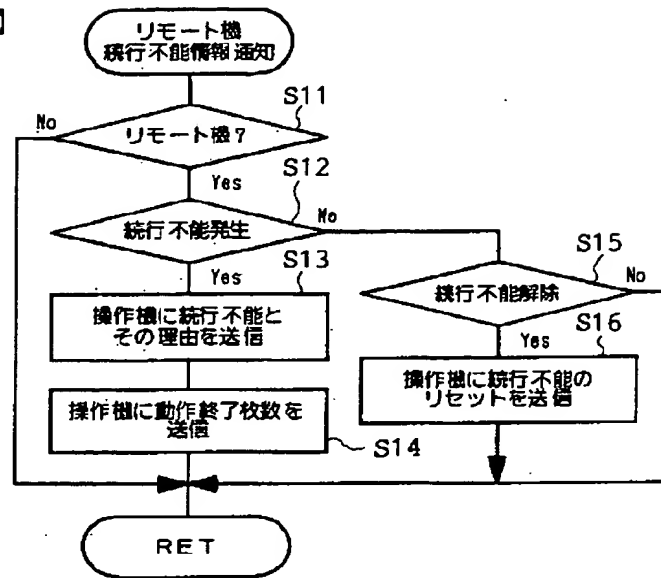 リモート機
続行不能情報通知
S11
No
リモート機?
Yes
S12
続行不能発生
No
Yes
S13
操作機に続行不能と
その理由を送信
操作機に動作終了枚数を
送信
S14
S15
続行不能解除
No
Yes
S16
操作機に続行不能の
リセットを送信
RET